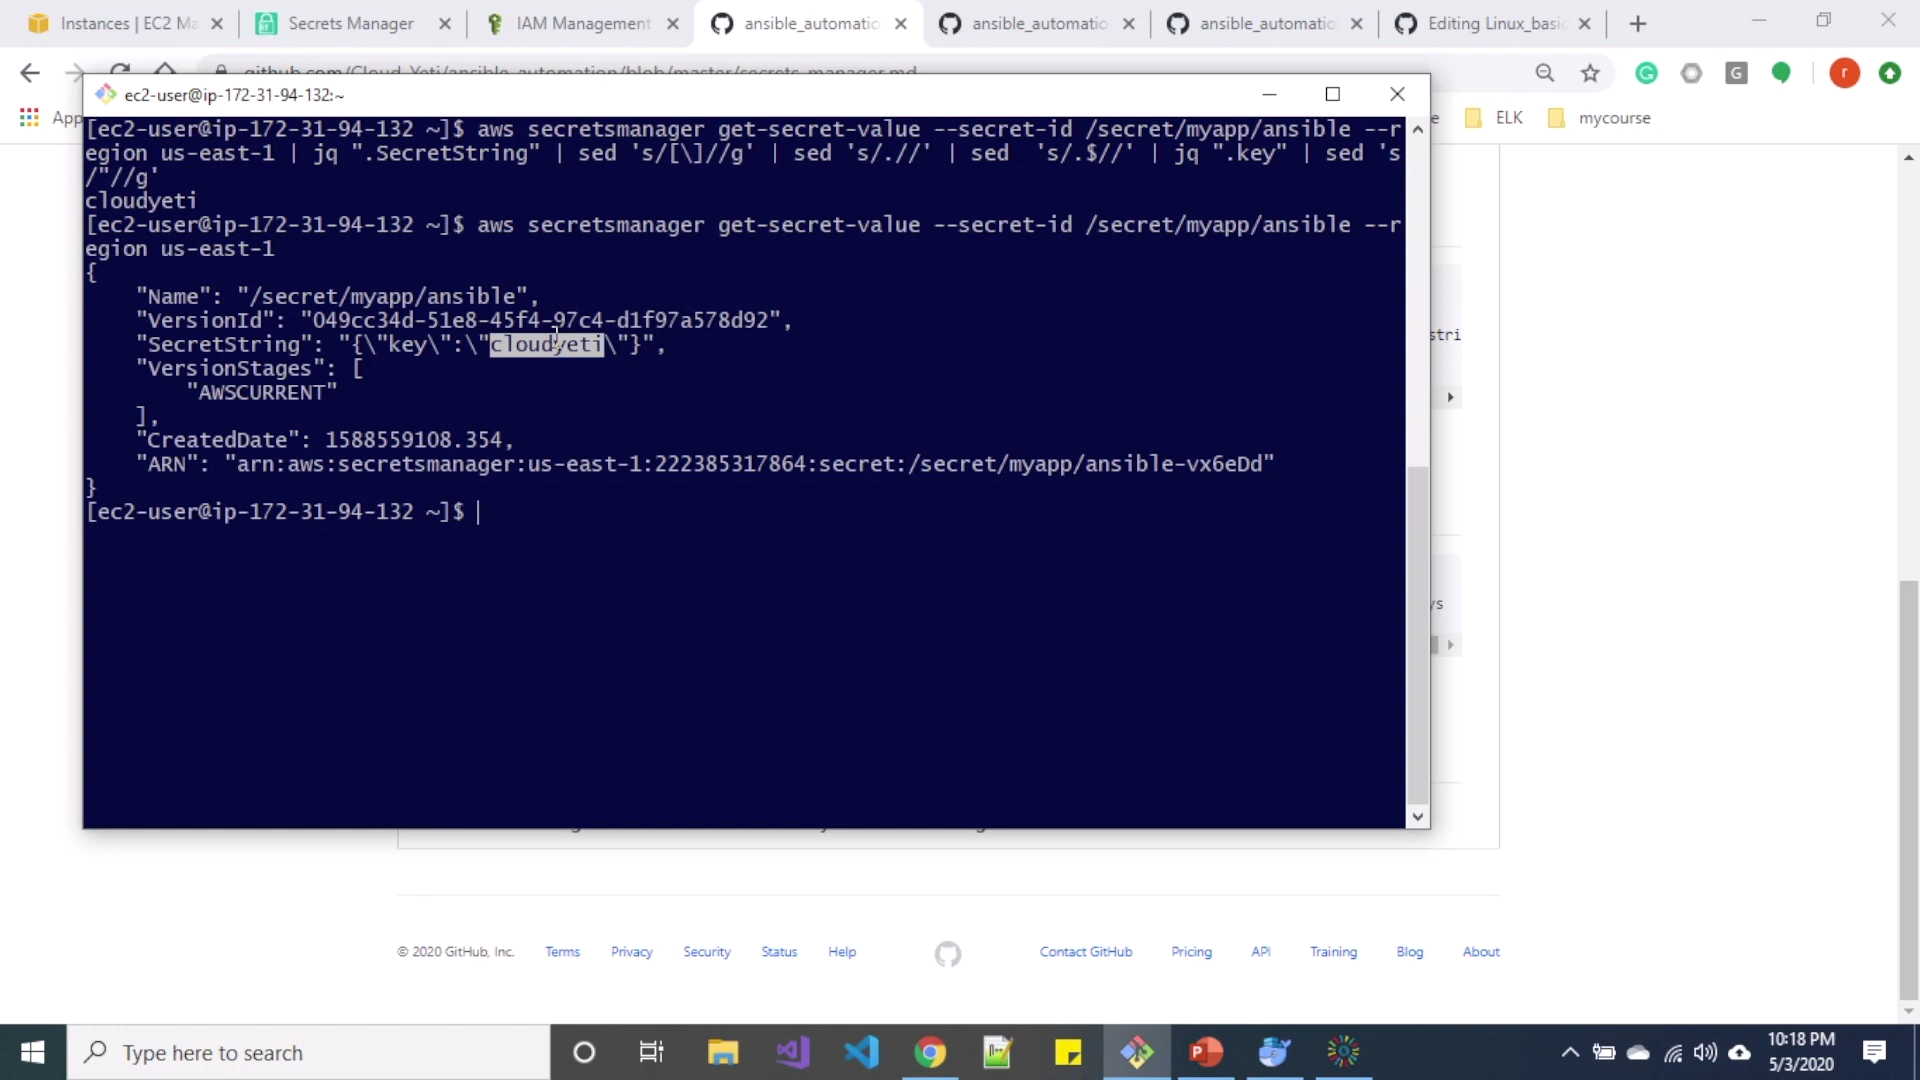 Instances | EC2 Ma
Secrets Manager
IAM Management
ansible_automatio
ansible_automatio
ansible_automatio
Editing Linux_basic
github.com/Cloud-Yeti/ansible_automation/blob/master/secrets_manager.md
App
ELK
mycourse
ec2-user@ip-172-31-94-132:~
[ec2-user@ip-172-31-94-132 ~]$ aws secretsmanager get-secret-value --secret-id /secret/myapp/ansible --r
egion us-east-1 | jq ".SecretString" | sed 's/[\]//g' | sed 's/.//' | sed  's/.$//' | jq ".key" | sed 's
/"//g'
cloudyeti
[ec2-user@ip-172-31-94-132 ~]$ aws secretsmanager get-secret-value --secret-id /secret/myapp/ansible --r
egion us-east-1
{
    "Name": "/secret/myapp/ansible",
    "VersionId": "049cc34d-51e8-45f4-97c4-d1f97a578d92",
    "SecretString": "{\"key\":\"cloudyeti\"}",
    "VersionStages": [
        "AWSCURRENT"
    ],
    "CreatedDate": 1588559108.354,
    "ARN": "arn:aws:secretsmanager:us-east-1:222385317864:secret:/secret/myapp/ansible-vx6eDd"
}
[ec2-user@ip-172-31-94-132 ~]$
stri
© 2020 GitHub, Inc.
Terms
Privacy
Security
Status
Help
Contact GitHub
Pricing
API
Training
Blog
About
Type here to search
10:18 PM
5/3/2020